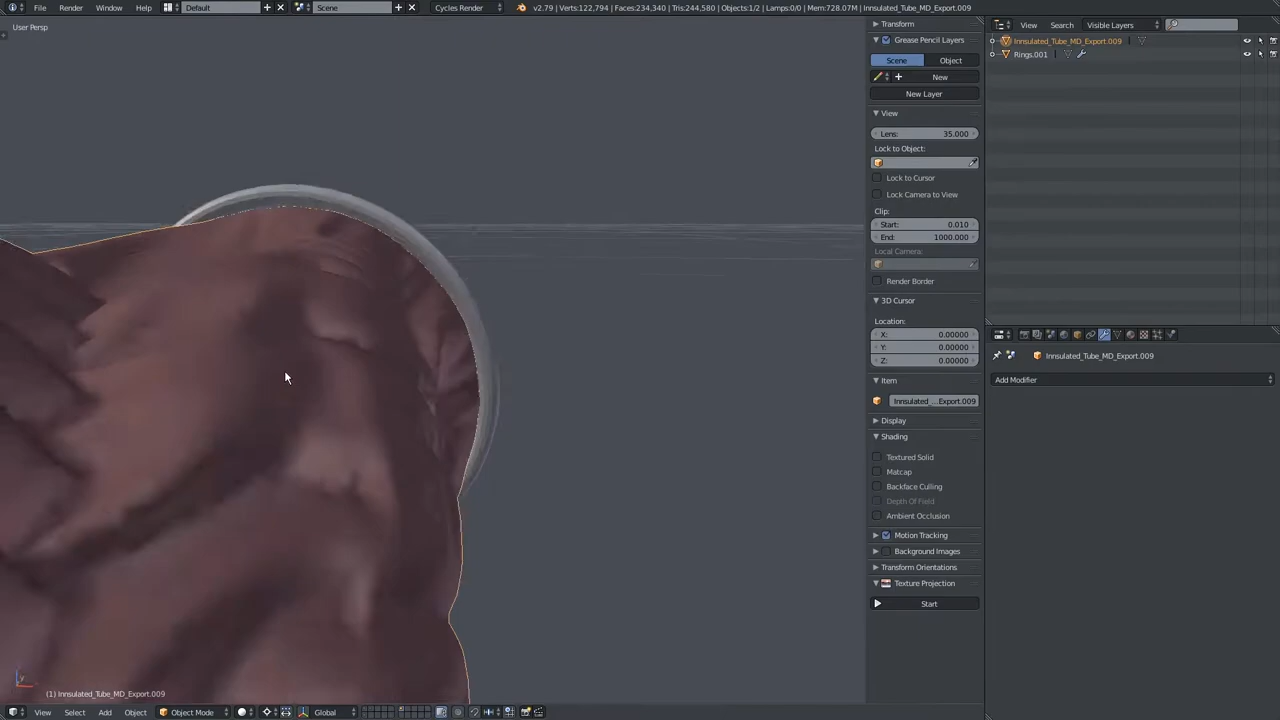 File Render Window Help Default Scene Cycles Render v2.79 | Verts:122,794 | Faces:234,340 | Tris:244,580 | Objects:1/2 | Lamps:0/0 | Mem:728.07M | Innsulated_Tube_MD_Export.009
User Persp
Transform
Grease Pencil Layers
Scene Object
New
New Layer
View
Lens: 35.000
Lock to Object:
Lock to Cursor
Lock Camera to View
Clip:
Start: 0.010
End: 1000.000
Local Camera:
Render Border
3D Cursor
Location:
X: 0.00000
Y: 0.00000
Z: 0.00000
Item
Innsulated_...Export.009
Display
Shading
Textured Solid
Matcap
Backface Culling
Depth Of Field
Ambient Occlusion
Motion Tracking
Background Images
Transform Orientations
Texture Projection
Start
View Search Visible Layers
Innsulated_Tube_MD_Export.009
Rings.001
Innsulated_Tube_MD_Export.009
Add Modifier
(1) Innsulated_Tube_MD_Export.009
View Select Add Object Object Mode Global